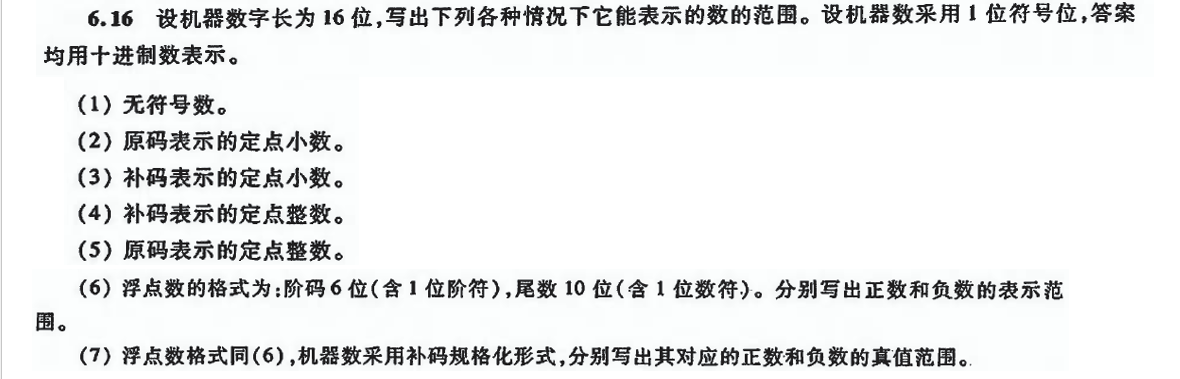 6.16 设机器数字长为 16 位,写出下列各种情况下它能表示的数的范围。设机器数采用 1 位符号位,答案
均用十进制数表示。
(1) 无符号数。
(2) 原码表示的定点小数。
(3) 补码表示的定点小数。
(4) 补码表示的定点整数。
(5) 原码表示的定点整数。
(6) 浮点数的格式为:阶码 6 位(含 1 位阶符),尾数 10 位(含 1 位数符)。分别写出正数和负数的表示范
围。
(7) 浮点数格式同(6),机器数采用补码规格化形式,分别写出其对应的正数和负数的真值范围。